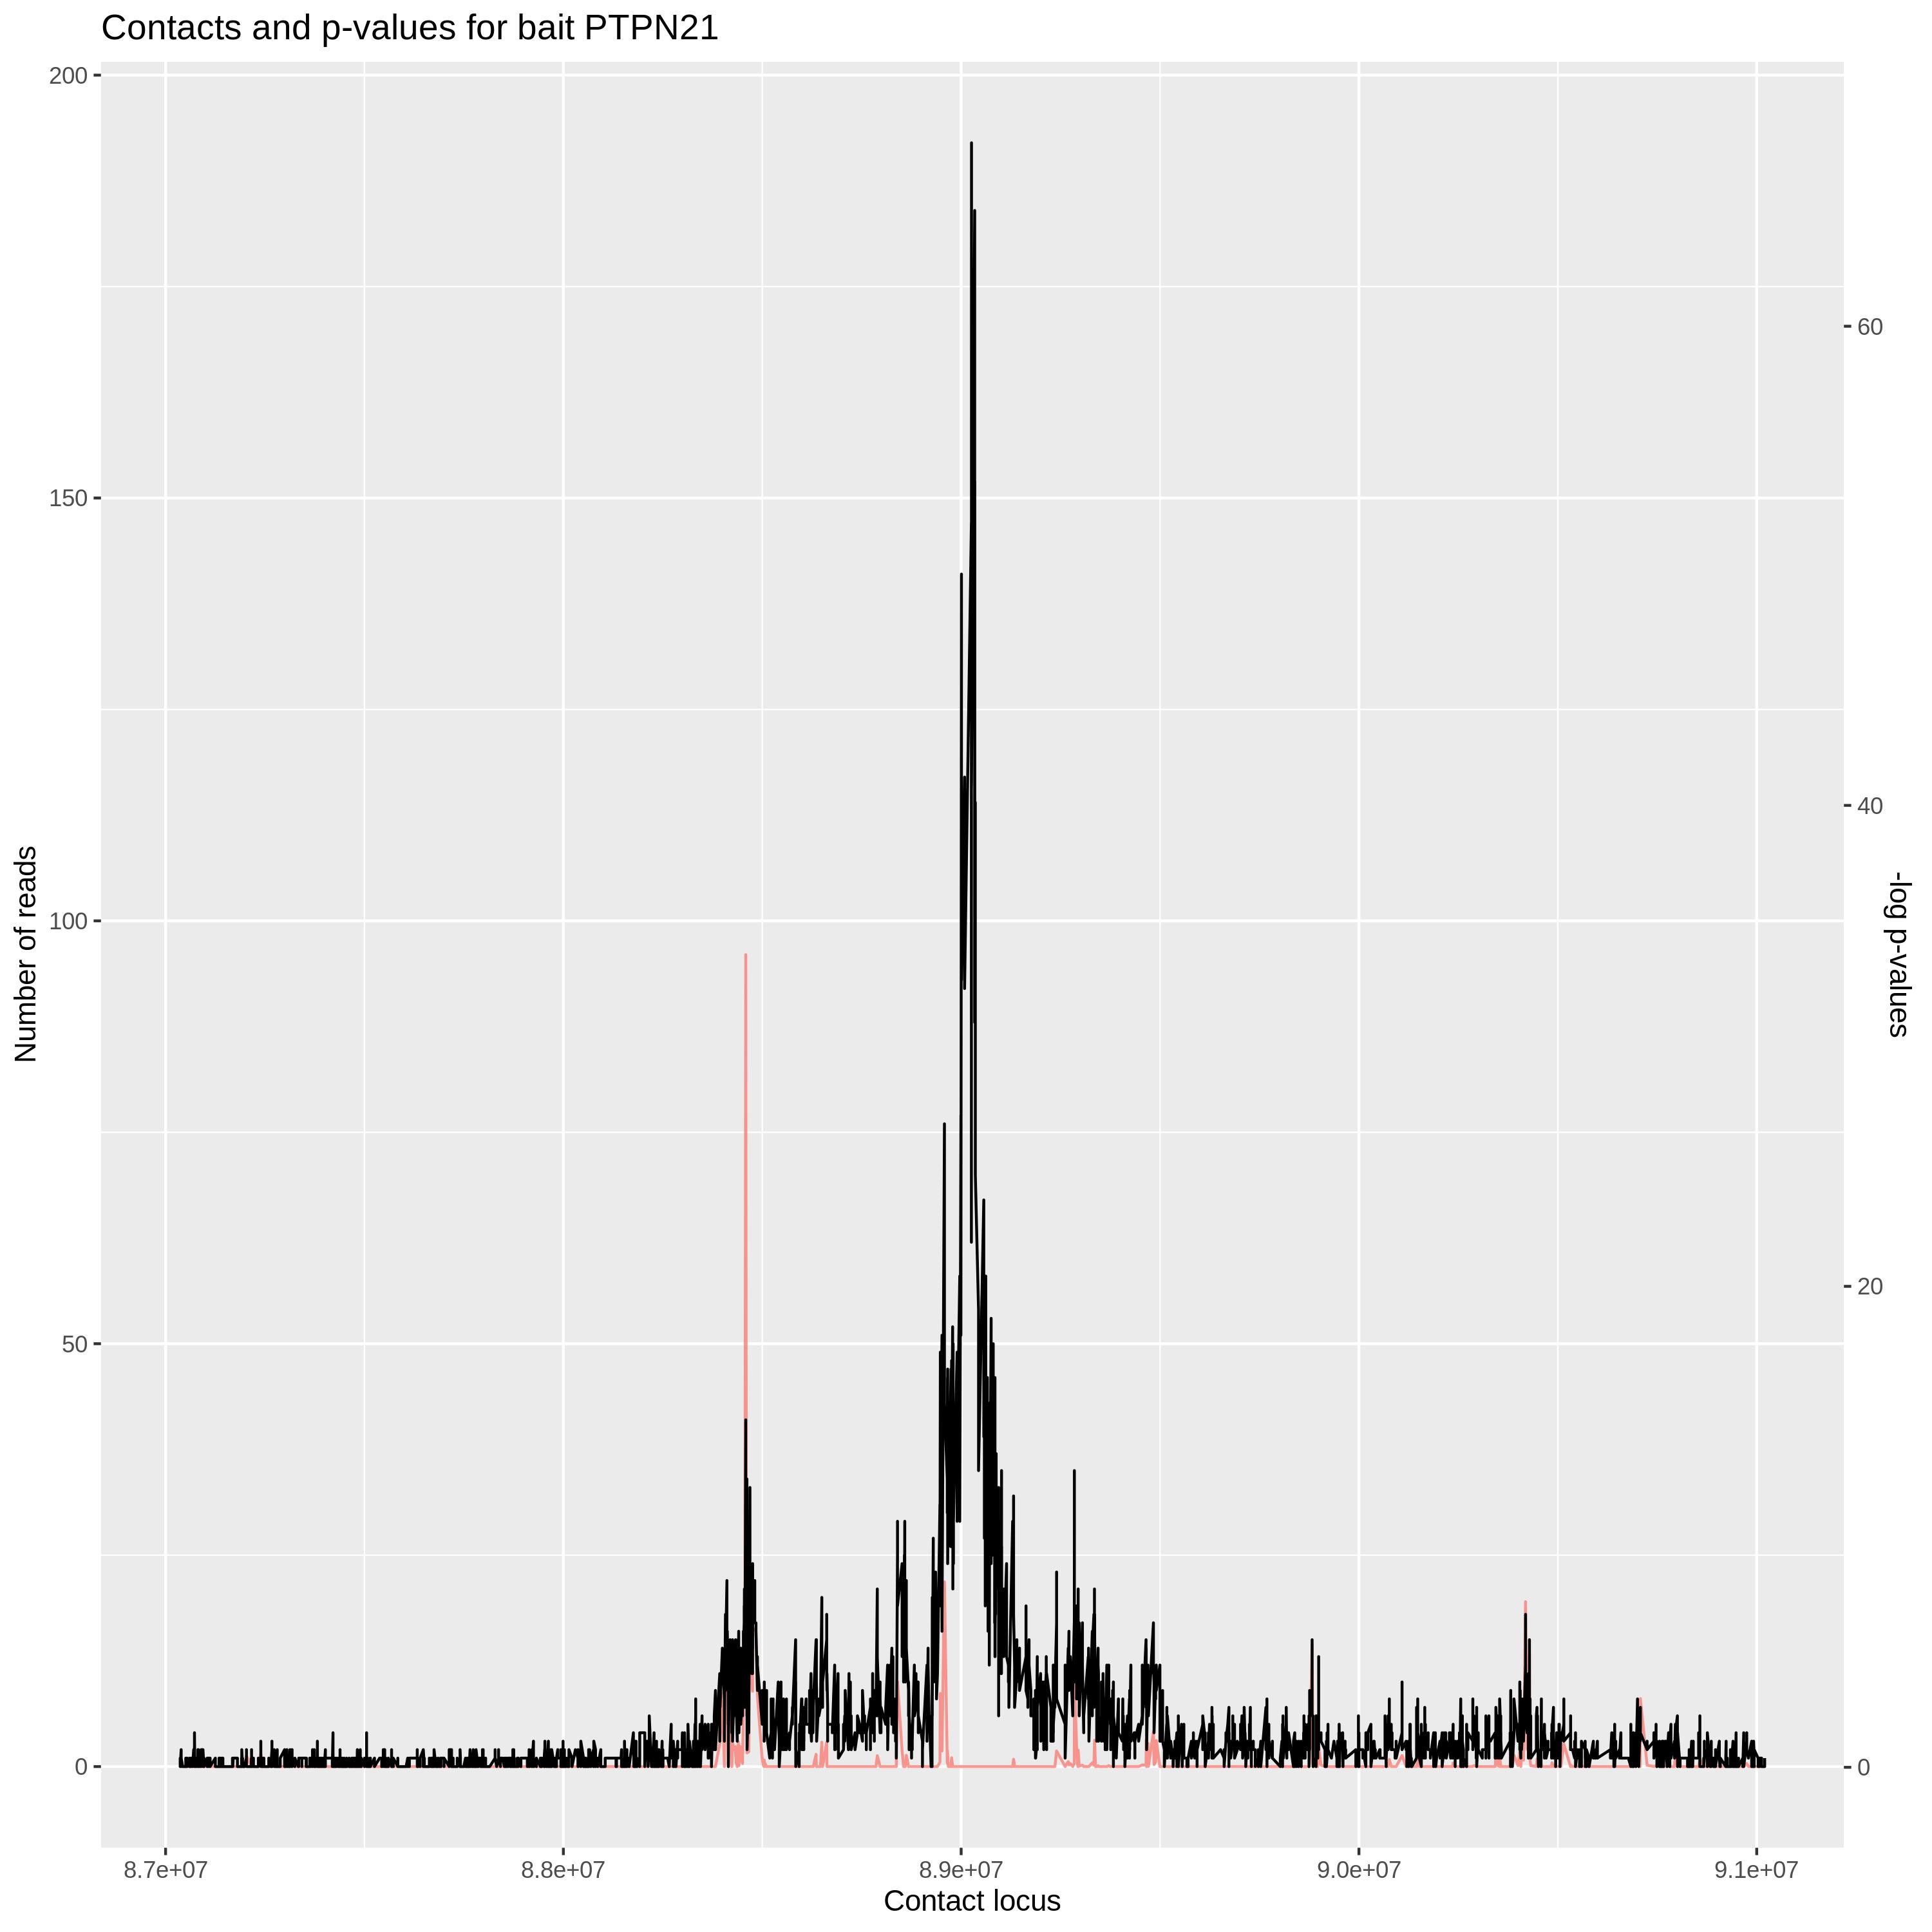 Contacts and p-values for bait PTPN21
200
150
100
50
0
60
40
20
0
Number of reads
-log p-values
8.7e+07 8.8e+07 8.9e+07 9.0e+07 9.1e+07
Contact locus